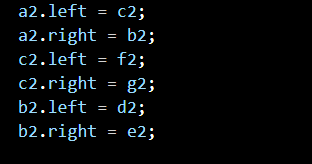 a2.left = c2;
a2.right = b2;
c2.left = f2;
c2.right = g2;
b2.left = d2;
b2.right = e2;